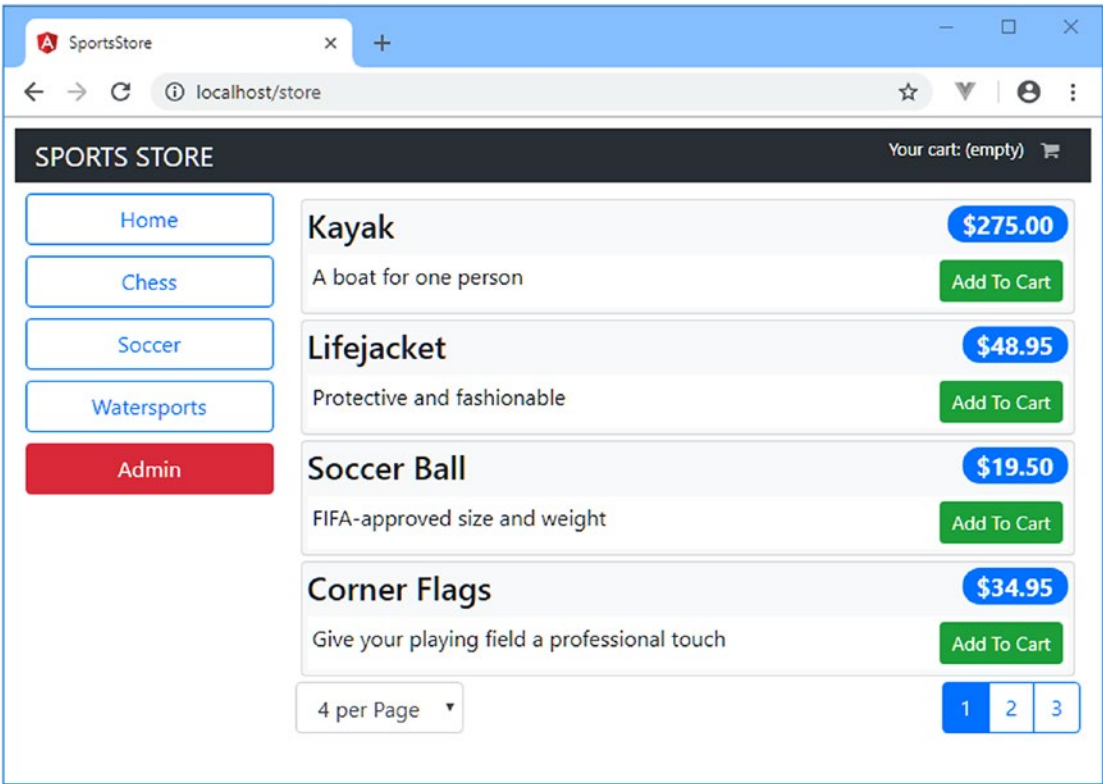 SportsStore
localhost/store
SPORTS STORE
Your cart: (empty)
Home
Chess
Soccer
Watersports
Admin
Kayak
$275.00
A boat for one person
Add To Cart
Lifejacket
$48.95
Protective and fashionable
Add To Cart
Soccer Ball
$19.50
FIFA-approved size and weight
Add To Cart
Corner Flags
$34.95
Give your playing field a professional touch
Add To Cart
4 per Page
1 2 3